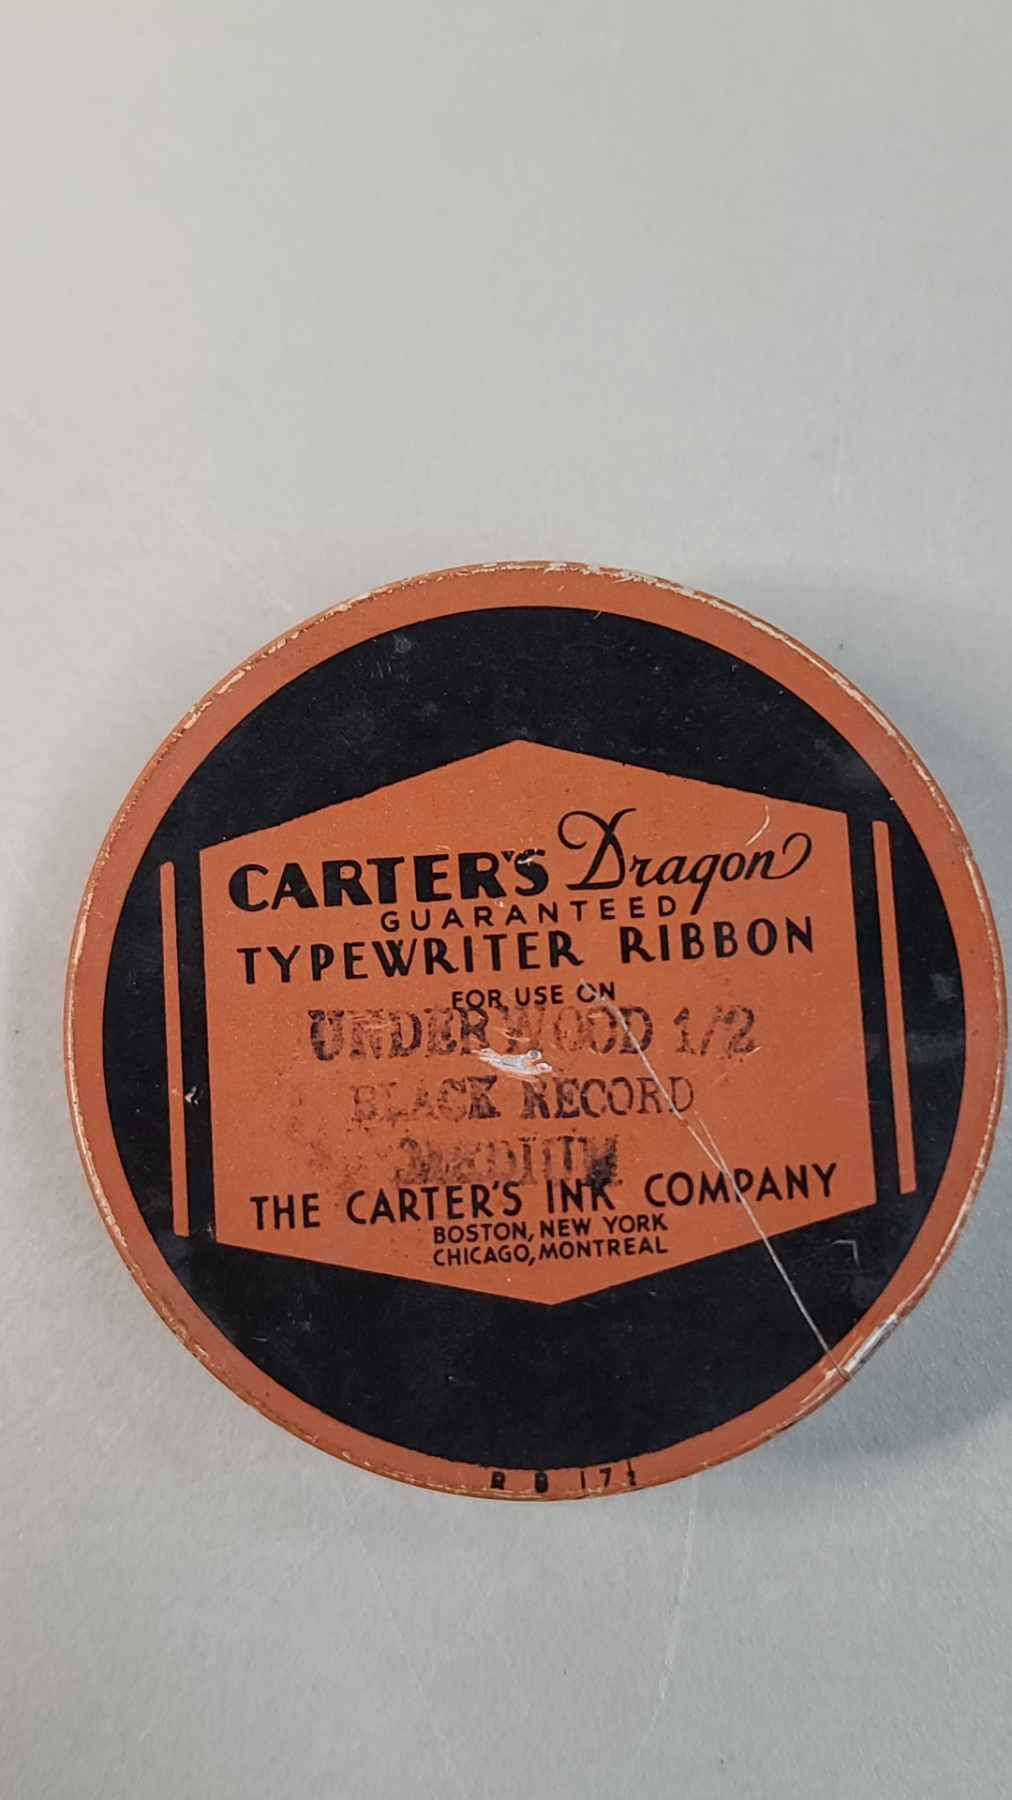 CARTER'S Dragon
GUARANTEED
TYPEWRITER RIBBON
FOR USE ON
UNDERWOOD 1/2
BLACK RECORD
MEDIUM
THE CARTER'S INK COMPANY
BOSTON, NEW YORK
CHICAGO, MONTREAL